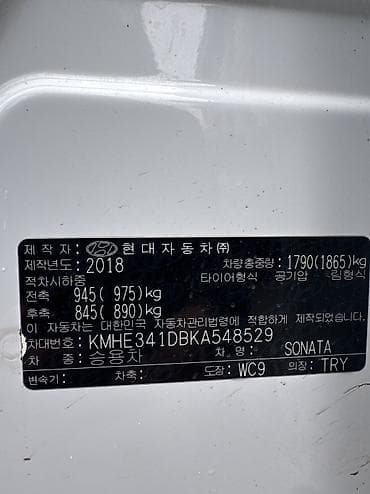 제 작 자 : 현대자동차㈜
제작년도: 2018 차량총중량: 1790(1865)kg
적차시하중 타이어형식 공기압 림형식
전축 945( 975)kg
후축 845( 890)kg
이 자동차는 대한민국 자동차관리법령에 적합하게 제작되었습니다.
차대번호: KMHE341DBKA548529
차 종: 승용차 SONATA
변속기: 차축: 도장: WC9 의장: TRY